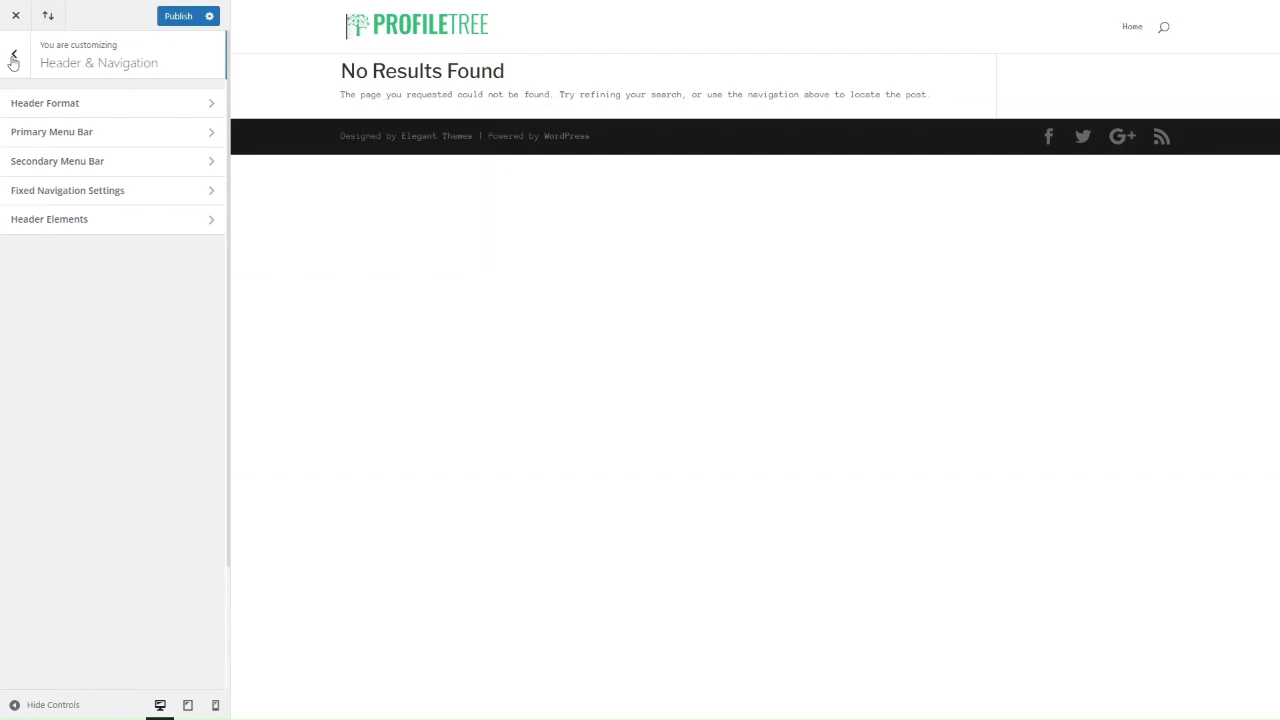 Publish
You are customizing
Header & Navigation
Header Format
Primary Menu Bar
Secondary Menu Bar
Fixed Navigation Settings
Header Elements
Hide Controls
PROFILETREE
Home
No Results Found
The page you requested could not be found. Try refining your search, or use the navigation above to locate the post.
Designed by Elegant Themes | Powered by WordPress